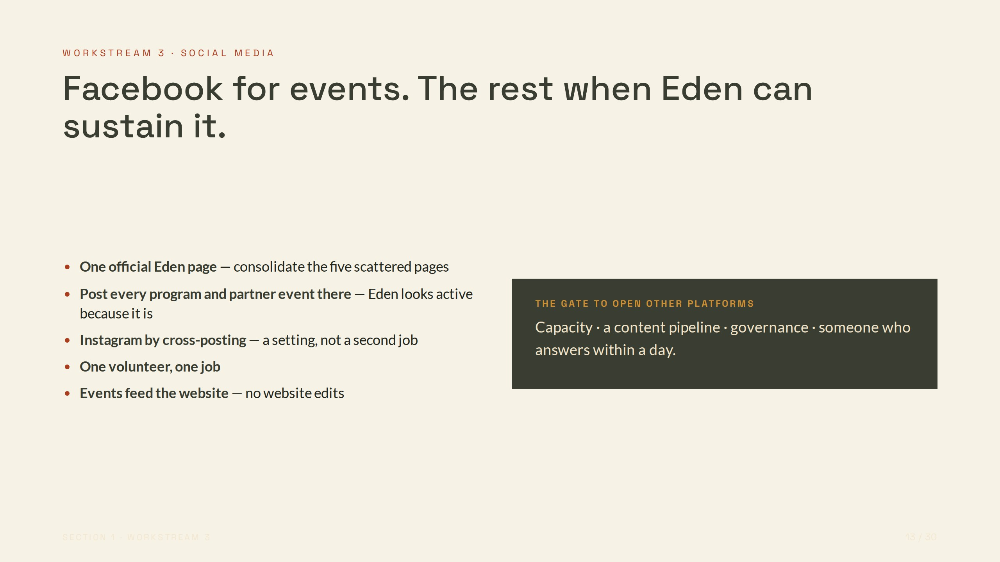 WORKSTREAM 3 · SOCIAL MEDIA
Facebook for events. The rest when Eden can
sustain it.
• One official Eden page — consolidate the five scattered pages
• Post every program and partner event there — Eden looks active
because it is
• Instagram by cross-posting — a setting, not a second job
• One volunteer, one job
• Events feed the website — no website edits
THE GATE TO OPEN OTHER PLATFORMS
Capacity · a content pipeline · governance · someone who
answers within a day.
SECTION 1 · WORKSTREAM 3
13 / 30